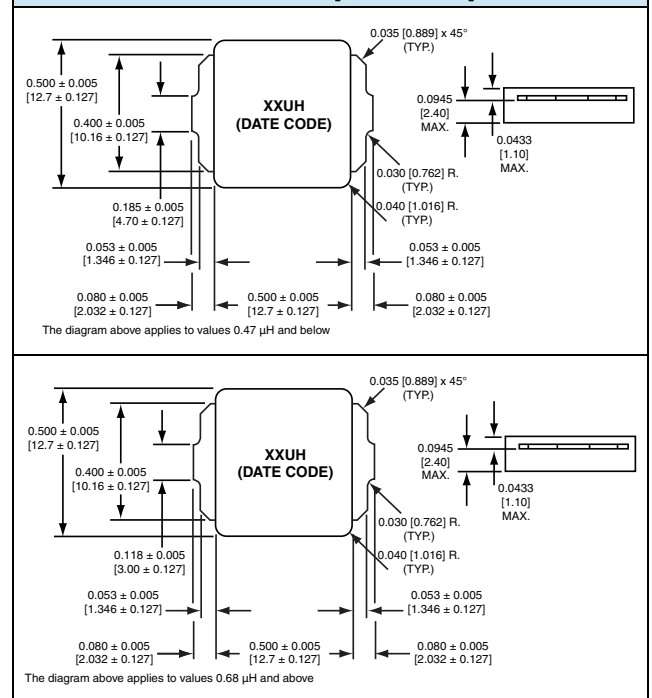 0.035 [0.889] x 45°
(TYP.)
0.500 ± 0.005
[12.7 ± 0.127]
0.400 ± 0.005
[10.16 ± 0.127]
XXUH
(DATE CODE)
0.0945
[2.40]
MAX.
0.0433
[1.10]
MAX.
0.030 [0.762] R.
(TYP.)
0.185 ± 0.005
[4.70 ± 0.127]
0.040 [1.016] R.
(TYP.)
0.053 ± 0.005
[1.346 ± 0.127]
0.053 ± 0.005
[1.346 ± 0.127]
0.080 ± 0.005
[2.032 ± 0.127]
0.500 ± 0.005
[12.7 ± 0.127]
0.080 ± 0.005
[2.032 ± 0.127]
The diagram above applies to values 0.47 µH and below
0.035 [0.889] x 45°
(TYP.)
0.500 ± 0.005
[12.7 ± 0.127]
0.400 ± 0.005
[10.16 ± 0.127]
XXUH
(DATE CODE)
0.0945
[2.40]
MAX.
0.0433
[1.10]
MAX.
0.030 [0.762] R.
(TYP.)
0.118 ± 0.005
[3.00 ± 0.127]
0.040 [1.016] R.
(TYP.)
0.053 ± 0.005
[1.346 ± 0.127]
0.053 ± 0.005
[1.346 ± 0.127]
0.080 ± 0.005
[2.032 ± 0.127]
0.500 ± 0.005
[12.7 ± 0.127]
0.080 ± 0.005
[2.032 ± 0.127]
The diagram above applies to values 0.68 µH and above